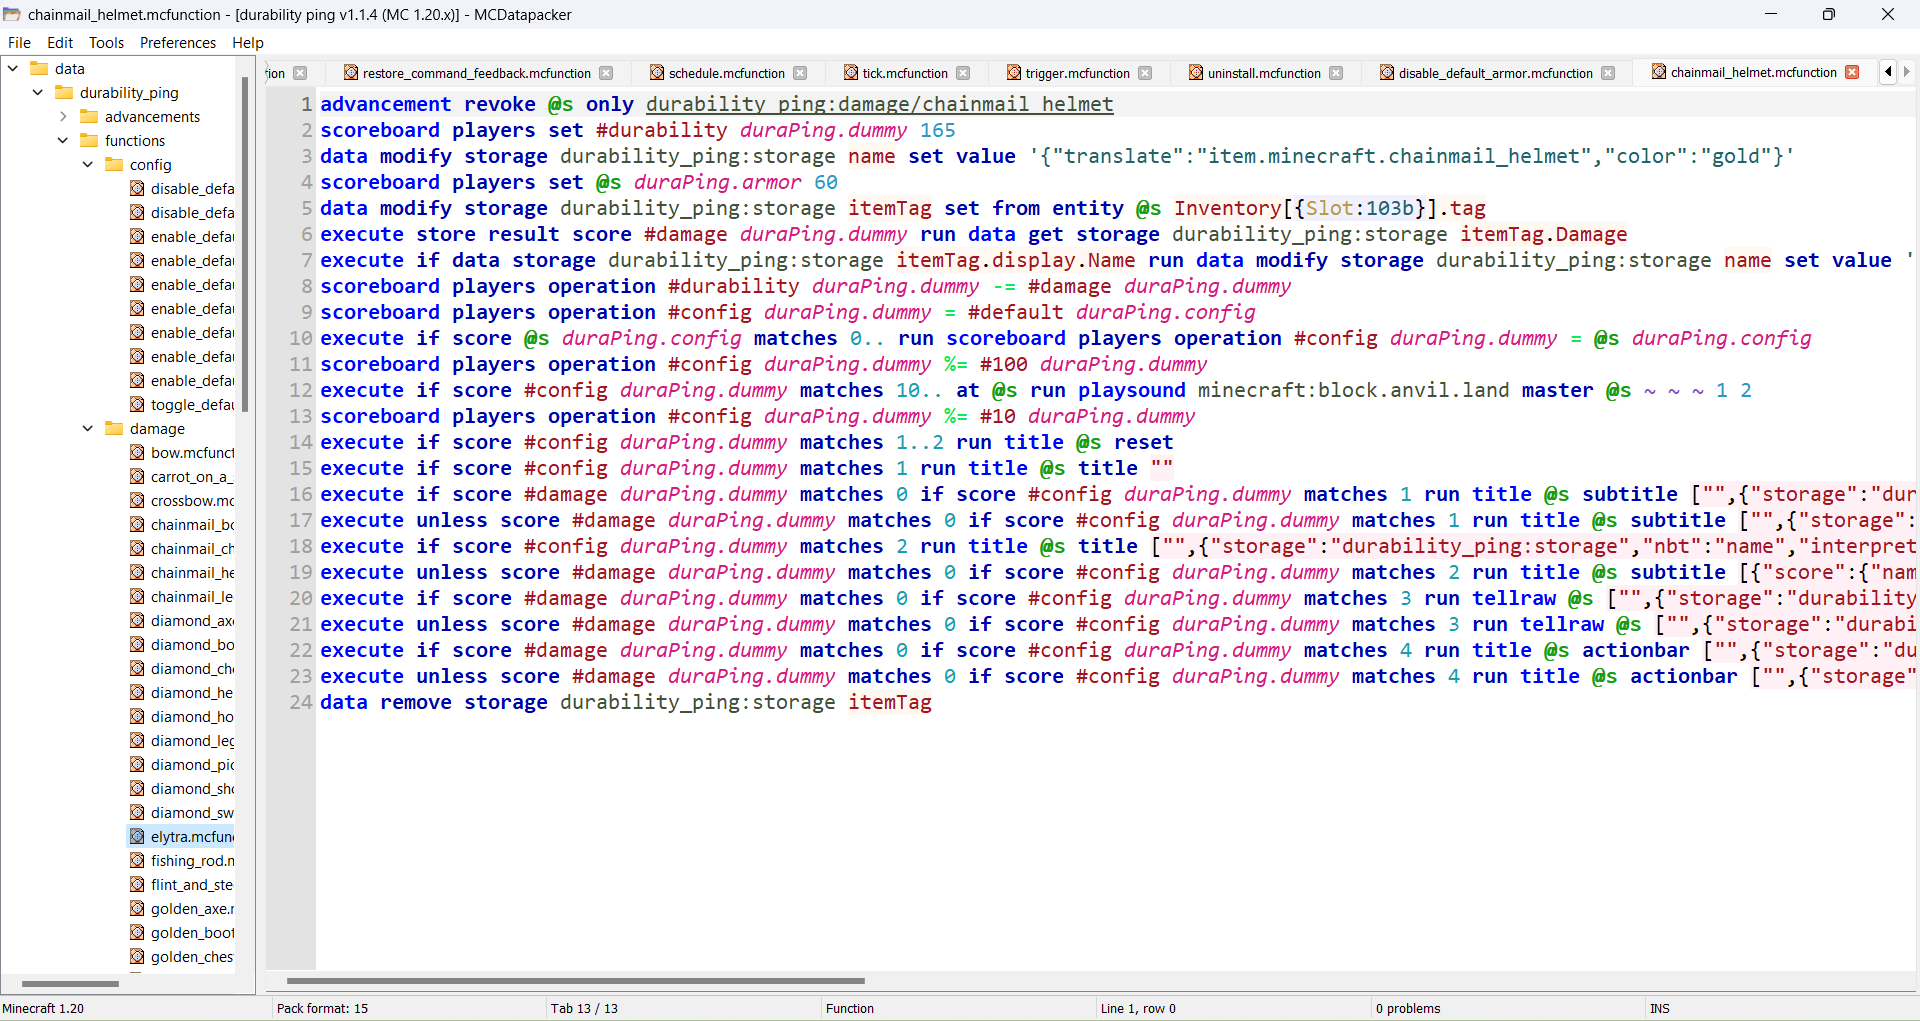 chainmail_helmet.mcfunction - [durability ping v1.1.4 (MC 1.20.x)] - MCDatapacker
File Edit Tools Preferences Help
data
durability_ping
advancements
functions
config
disable_defa
disable_defa
enable_defau
enable_defau
enable_defau
enable_defau
enable_defau
enable_defau
enable_defau
toggle_defau
damage
bow.mcfunct
carrot_on_a_
crossbow.mc
chainmail_bo
chainmail_ch
chainmail_he
chainmail_le
diamond_axe
diamond_bo
diamond_che
diamond_he
diamond_ho
diamond_leg
diamond_pic
diamond_sho
diamond_sw
elytra.mcfunc
fishing_rod.m
flint_and_ste
golden_axe.r
golden_boot
golden_ches
ion restore_command_feedback.mcfunction schedule.mcfunction tick.mcfunction trigger.mcfunction uninstall.mcfunction disable_default_armor.mcfunction chainmail_helmet.mcfunction
1 advancement revoke @s only durability_ping:damage/chainmail_helmet
2 scoreboard players set #durability duraPing.dummy 165
3 data modify storage durability_ping:storage name set value '{"translate":"item.minecraft.chainmail_helmet","color":"gold"}'
4 scoreboard players set @s duraPing.armor 60
5 data modify storage durability_ping:storage itemTag set from entity @s Inventory[{Slot:103b}].tag
6 execute store result score #damage duraPing.dummy run data get storage durability_ping:storage itemTag.Damage
7 execute if data storage durability_ping:storage itemTag.display.Name run data modify storage durability_ping:storage name set value '
8 scoreboard players operation #durability duraPing.dummy -= #damage duraPing.dummy
9 scoreboard players operation #config duraPing.dummy = #default duraPing.config
10 execute if score @s duraPing.config matches 0.. run scoreboard players operation #config duraPing.dummy = @s duraPing.config
11 scoreboard players operation #config duraPing.dummy %= #100 duraPing.dummy
12 execute if score #config duraPing.dummy matches 10.. at @s run playsound minecraft:block.anvil.land master @s ~ ~ ~ 1 2
13 scoreboard players operation #config duraPing.dummy %= #10 duraPing.dummy
14 execute if score #config duraPing.dummy matches 1..2 run title @s reset
15 execute if score #config duraPing.dummy matches 1 run title @s title ""
16 execute if score #damage duraPing.dummy matches 0 if score #config duraPing.dummy matches 1 run title @s subtitle ["",{"storage":"dur
17 execute unless score #damage duraPing.dummy matches 0 if score #config duraPing.dummy matches 1 run title @s subtitle ["",{"storage":
18 execute if score #config duraPing.dummy matches 2 run title @s title ["",{"storage":"durability_ping:storage","nbt":"name","interpret
19 execute unless score #damage duraPing.dummy matches 0 if score #config duraPing.dummy matches 2 run title @s subtitle [{"score":{"nam
20 execute if score #damage duraPing.dummy matches 0 if score #config duraPing.dummy matches 3 run tellraw @s ["",{"storage":"durability
21 execute unless score #damage duraPing.dummy matches 0 if score #config duraPing.dummy matches 3 run tellraw @s ["",{"storage":"durabi
22 execute if score #damage duraPing.dummy matches 0 if score #config duraPing.dummy matches 4 run title @s actionbar ["",{"storage":"du
23 execute unless score #damage duraPing.dummy matches 0 if score #config duraPing.dummy matches 4 run title @s actionbar ["",{"storage"
24 data remove storage durability_ping:storage itemTag
Minecraft 1.20 Pack format: 15 Tab 13 / 13 Function Line 1, row 0 0 problems INS